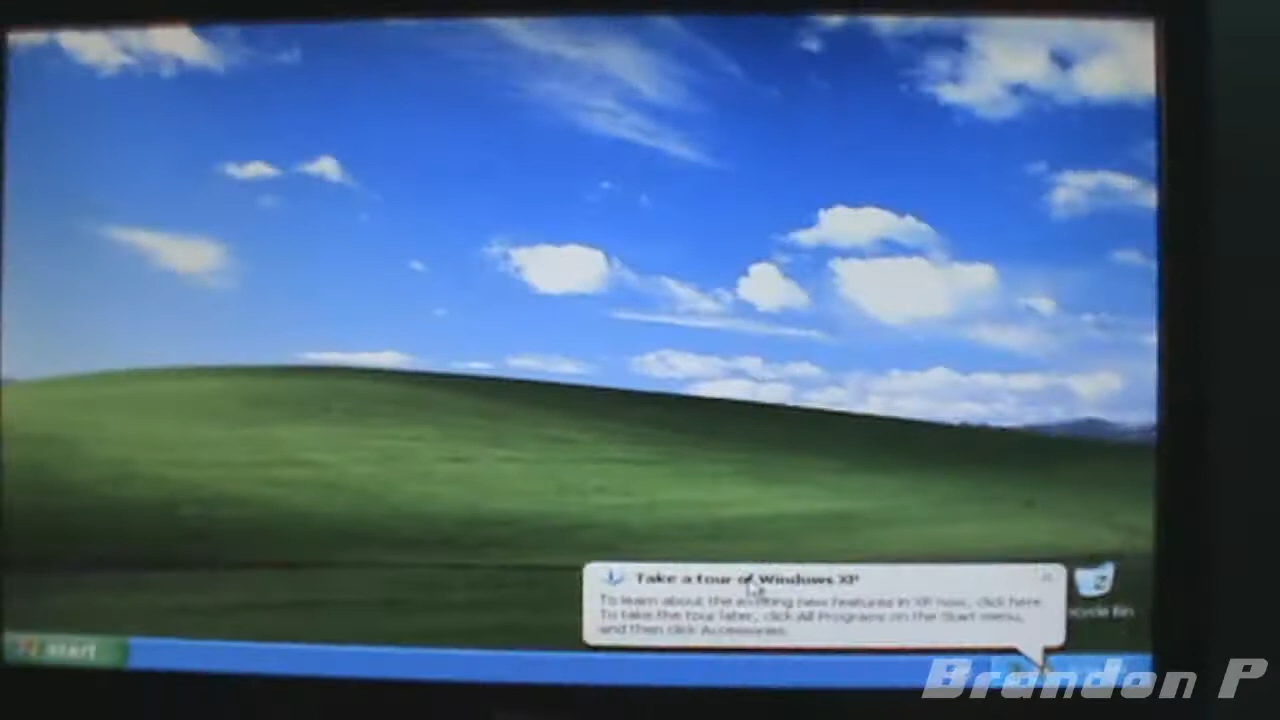 Take a tour of Windows XP
To learn about the exciting new features in XP now, click here.
To take the tour later, click All Programs on the Start menu,
and then click Accessories.
Recycle Bin
start
Brandon P